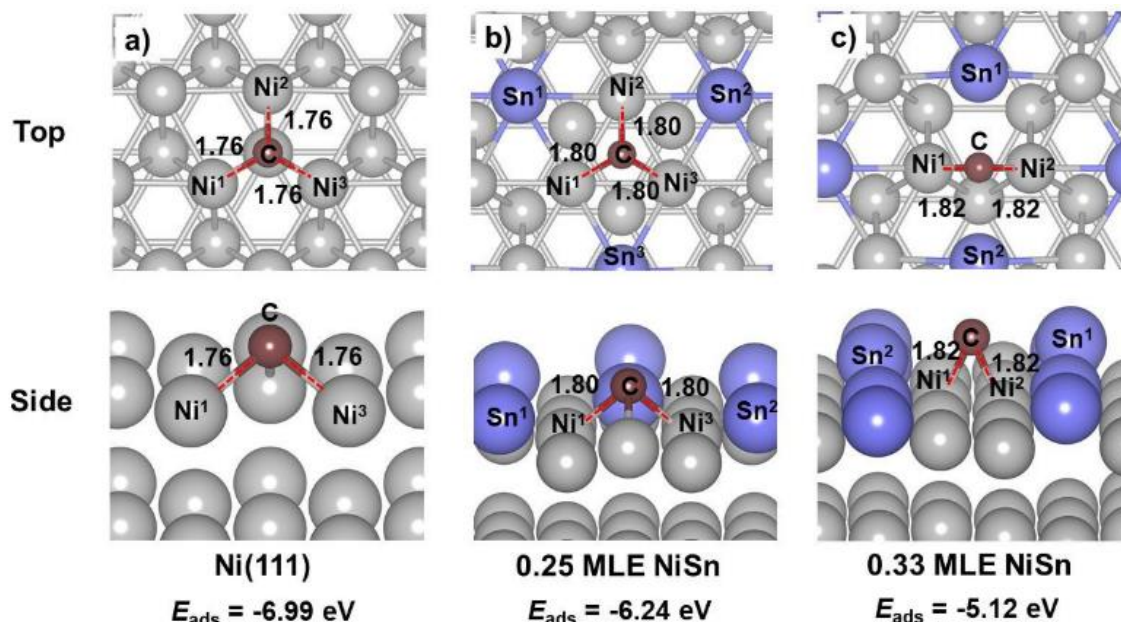 a)
b)
c)
Top
Ni²
1.76
1.76
C
Ni¹
1.76
Ni³
Sn¹
Ni²
Sn²
1.80
1.80
C
Ni¹
1.80
Ni³
Sn³
Sn¹
C
Ni¹
Ni²
1.82
1.82
Sn²
Side
C
1.76
1.76
Ni¹
Ni³
1.80
C
1.80
Sn¹
Ni¹
Ni³
Sn²
C
Sn²
1.82
Sn¹
1.82
Ni¹
Ni²
Ni(111)
0.25 MLE NiSn
0.33 MLE NiSn
Eads = -6.99 eV
Eads = -6.24 eV
Eads = -5.12 eV